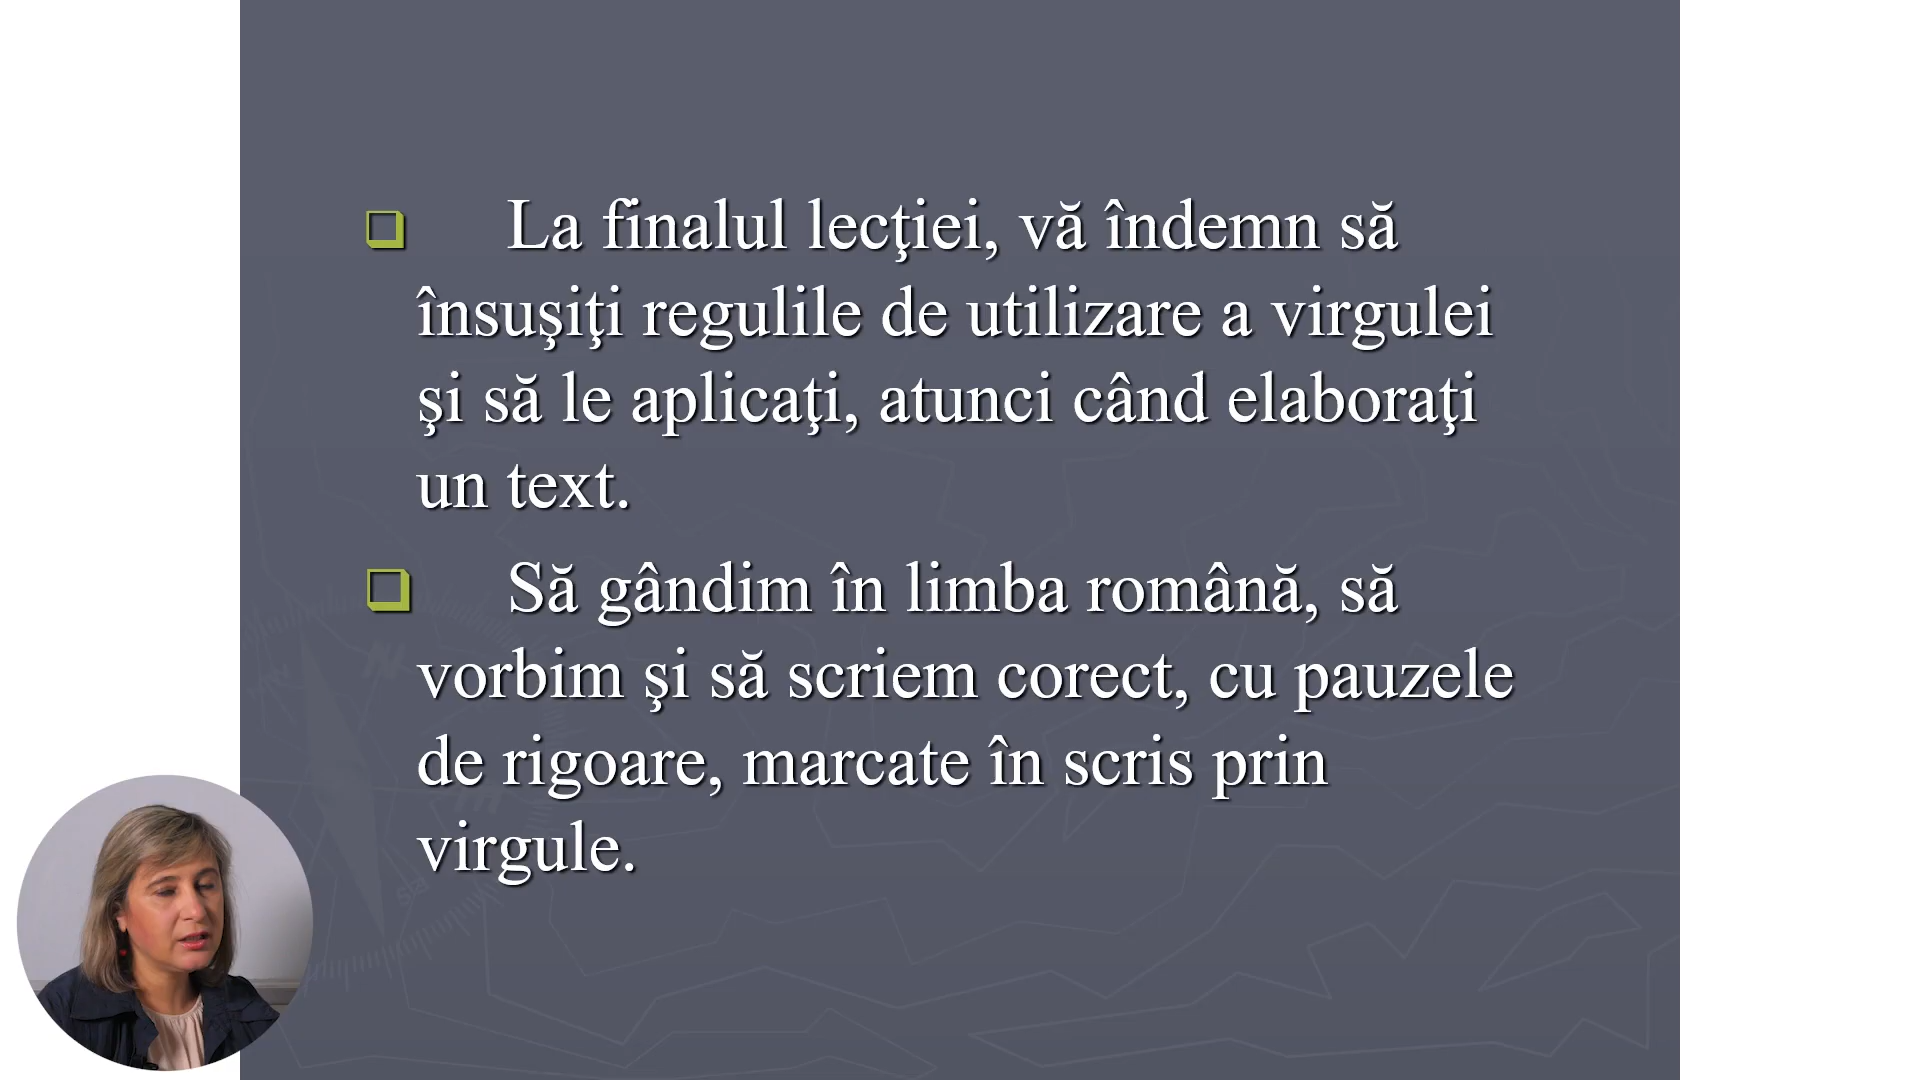 La finalul lecţiei, vă îndemn să
însuşiţi regulile de utilizare a virgulei
şi să le aplicaţi, atunci când elaboraţi
un text.
Să gândim în limba română, să
vorbim şi să scriem corect, cu pauzele
de rigoare, marcate în scris prin
virgule.